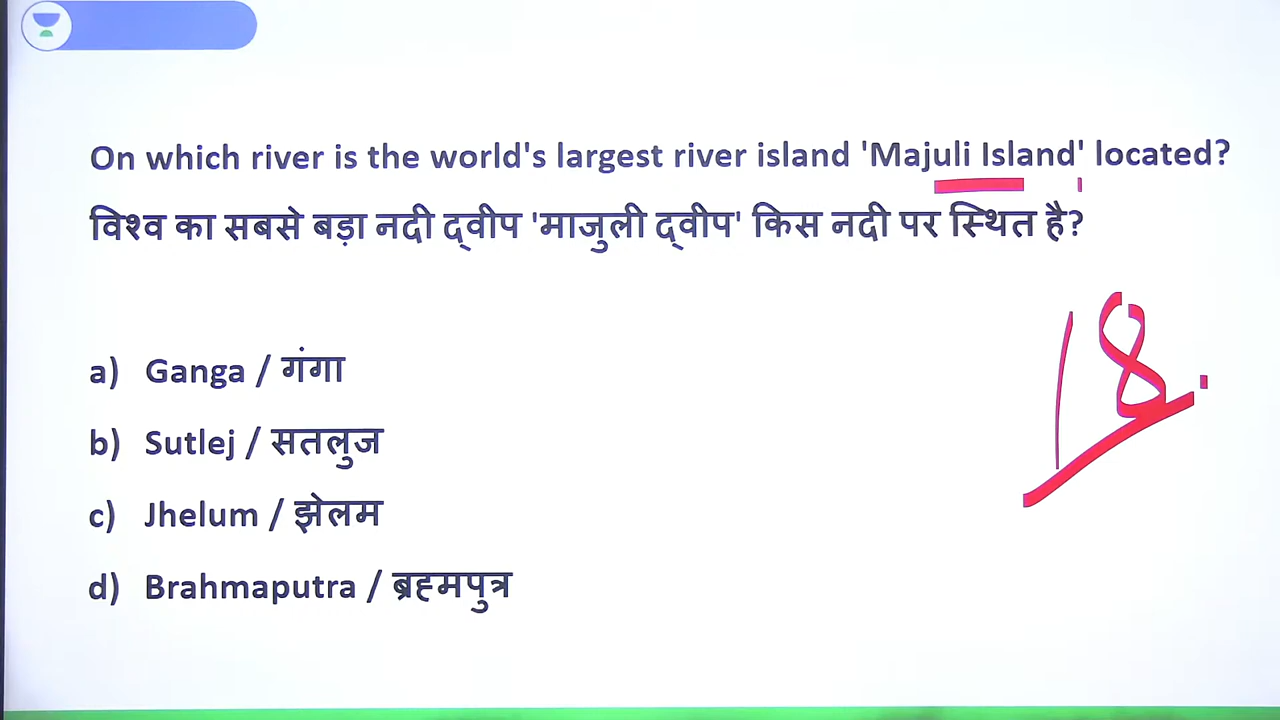 On which river is the world's largest river island 'Majuli Island' located?
विश्व का सबसे बड़ा नदी द्वीप 'माजुली द्वीप' किस नदी पर स्थित है?
18
a) Ganga / गंगा
b) Sutlej / सतलुज
c) Jhelum / झेलम
d) Brahmaputra / ब्रह्मपुत्र